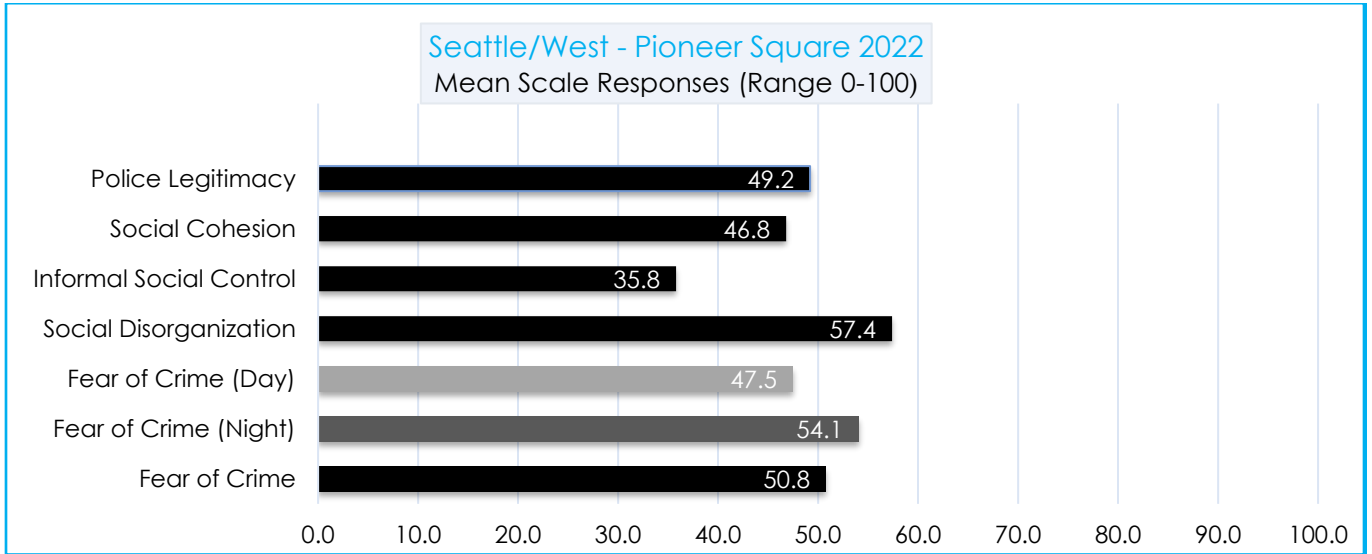 Seattle/West - Pioneer Square 2022
Mean Scale Responses (Range 0-100)
Police Legitimacy 49.2
Social Cohesion 46.8
Informal Social Control 35.8
Social Disorganization 57.4
Fear of Crime (Day) 47.5
Fear of Crime (Night) 54.1
Fear of Crime 50.8
0.0 10.0 20.0 30.0 40.0 50.0 60.0 70.0 80.0 90.0 100.0